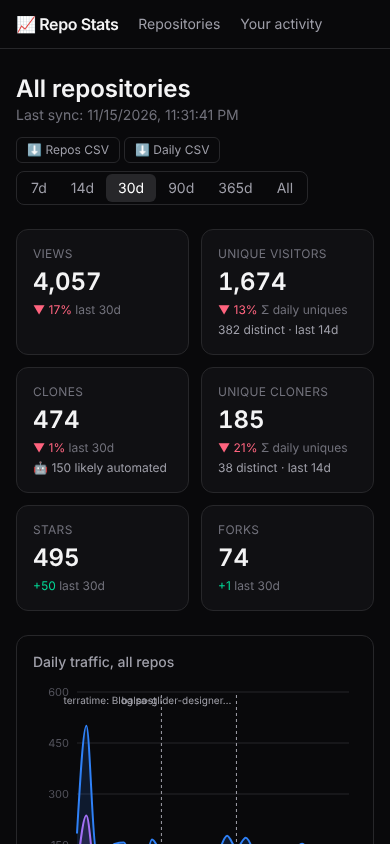 📈 Repo Stats Repositories Your activity
All repositories
Last sync: 11/15/2026, 11:31:41 PM
⬇️ Repos CSV ⬇️ Daily CSV
7d 14d 30d 90d 365d All
VIEWS
4,057
▼ 17% last 30d
UNIQUE VISITORS
1,674
▼ 13% Σ daily uniques
382 distinct · last 14d
CLONES
474
▼ 1% last 30d
🤖 150 likely automated
UNIQUE CLONERS
185
▼ 21% Σ daily uniques
38 distinct · last 14d
STARS
495
+50 last 30d
FORKS
74
+1 last 30d
Daily traffic, all repos
600
terratime:
450
300
150